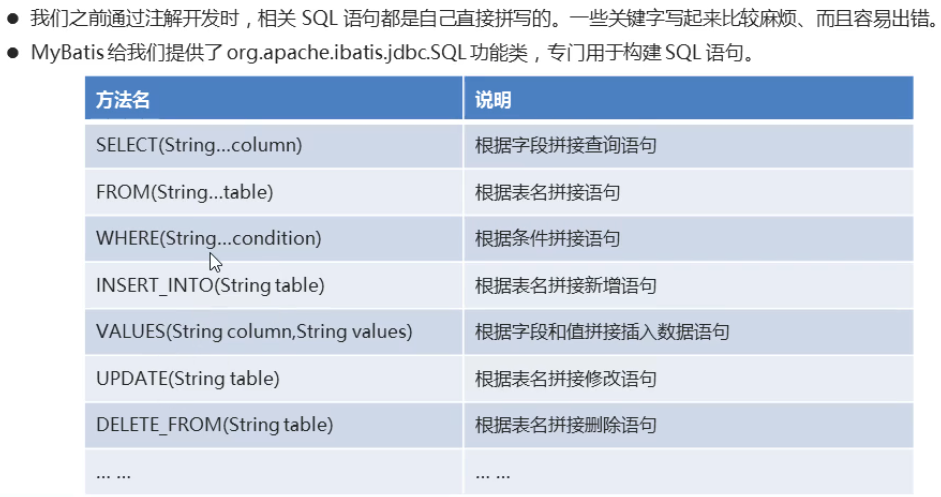 ● 我们之前通过注解开发时，相关 SQL 语句都是自己直接拼写的。一些关键字写起来比较麻烦、而且容易出错。
● MyBatis 给我们提供了 org.apache.ibatis.jdbc.SQL 功能类，专门用于构建 SQL 语句。
方法名 说明
SELECT(String...column) 根据字段拼接查询语句
FROM(String...table) 根据表名拼接语句
WHERE(String...condition) 根据条件拼接语句
INSERT_INTO(String table) 根据表名拼接新增语句
VALUES(String column,String values) 根据字段和值拼接插入数据语句
UPDATE(String table) 根据表名拼接修改语句
DELETE_FROM(String table) 根据表名拼接删除语句
... ... ... ...